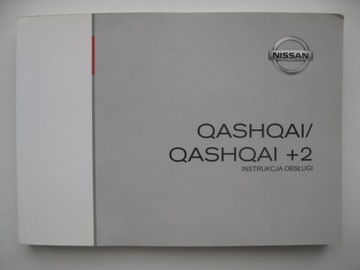 NISSAN
QASHQAI/
QASHQAI +2
INSTRUKCJA OBSŁUGI